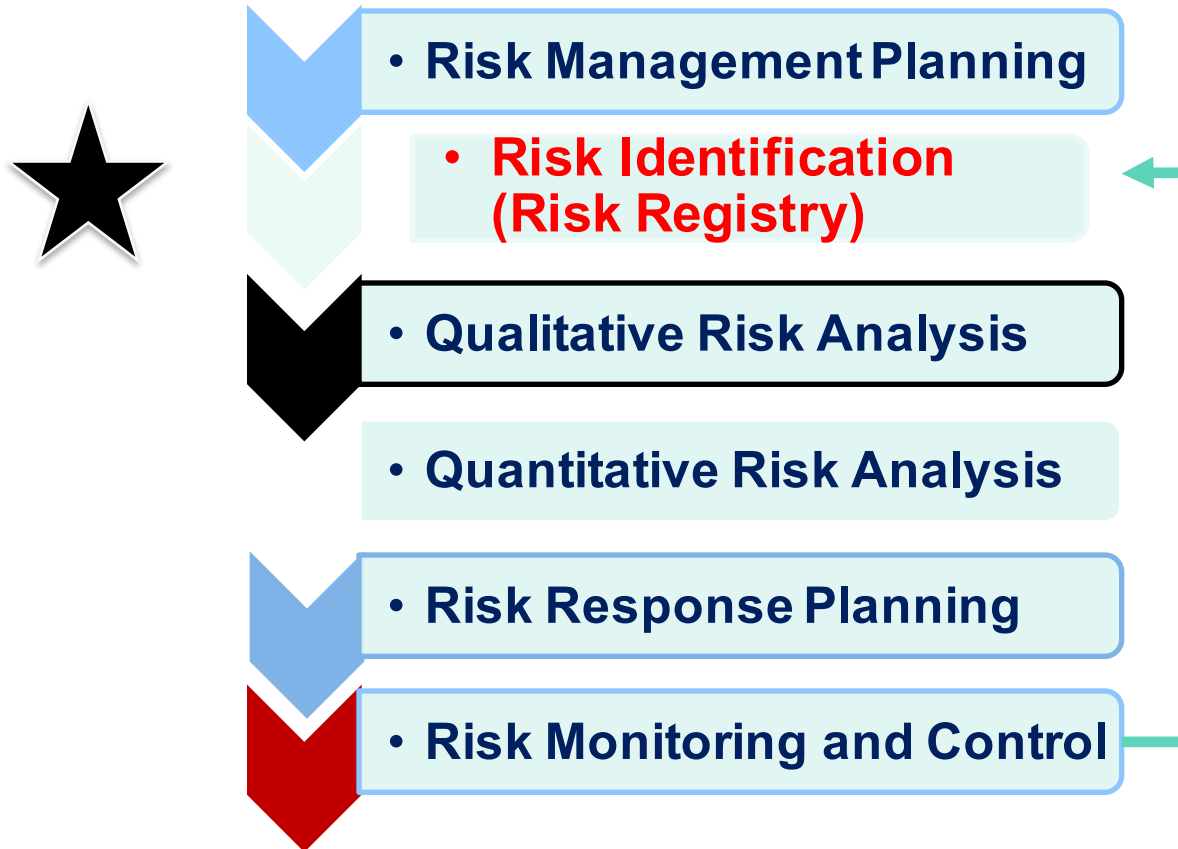 • Risk Management Planning
• Risk Identification
(Risk Registry)
• Qualitative Risk Analysis
• Quantitative Risk Analysis
• Risk Response Planning
• Risk Monitoring and Control